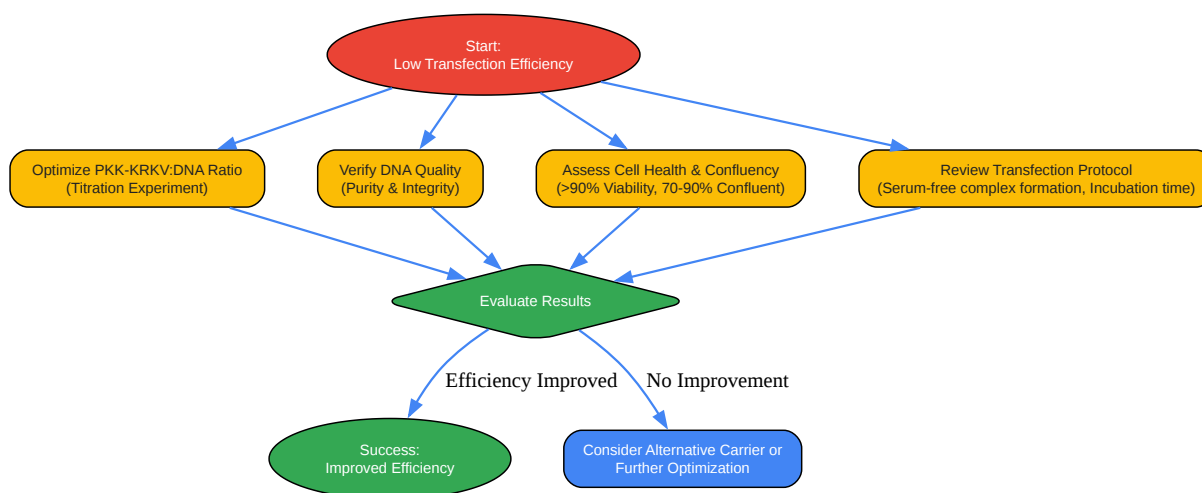 Start:
Low Transfection Efficiency
Optimize PKK-KRKV:DNA Ratio
(Titration Experiment)
Verify DNA Quality
(Purity & Integrity)
Assess Cell Health & Confluency
(>90% Viability, 70-90% Confluent)
Review Transfection Protocol
(Serum-free complex formation, Incubation time)
Evaluate Results
Efficiency Improved
No Improvement
Success:
Improved Efficiency
Consider Alternative Carrier or
Further Optimization